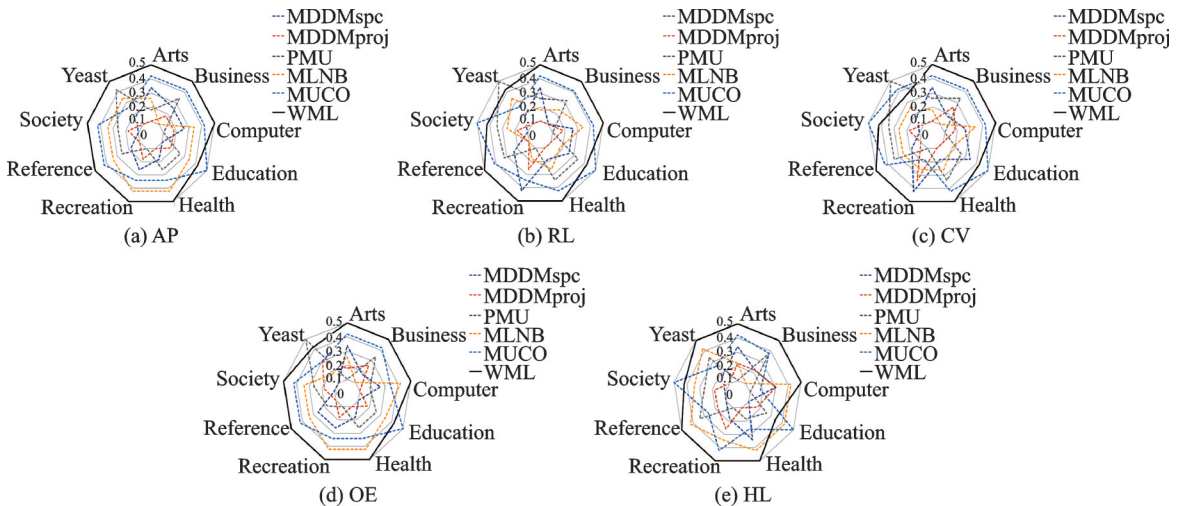 MDDMspc
MDDMproj
PMU
MLNB
MUCO
WML
0.5
0.4
0.3
0.2
0.1
0
Arts
Business
Computer
Education
Health
Recreation
Reference
Society
Yeast
(a) AP
MDDMspc
MDDMproj
PMU
MLNB
MUCO
WML
0.5
0.4
0.3
0.2
0.1
0
Arts
Business
Computer
Education
Health
Recreation
Reference
Society
Yeast
(b) RL
MDDMspc
MDDMproj
PMU
MLNB
MUCO
WML
0.5
0.4
0.3
0.2
0.1
0
Arts
Business
Computer
Education
Health
Recreation
Reference
Society
Yeast
(c) CV
MDDMspc
MDDMproj
PMU
MLNB
MUCO
WML
0.5
0.4
0.3
0.2
0.1
0
Arts
Business
Computer
Education
Health
Recreation
Reference
Society
Yeast
(d) OE
MDDMspc
MDDMproj
PMU
MLNB
MUCO
WML
0.5
0.4
0.3
0.2
0.1
0
Arts
Business
Computer
Education
Health
Recreation
Reference
Society
Yeast
(e) HL